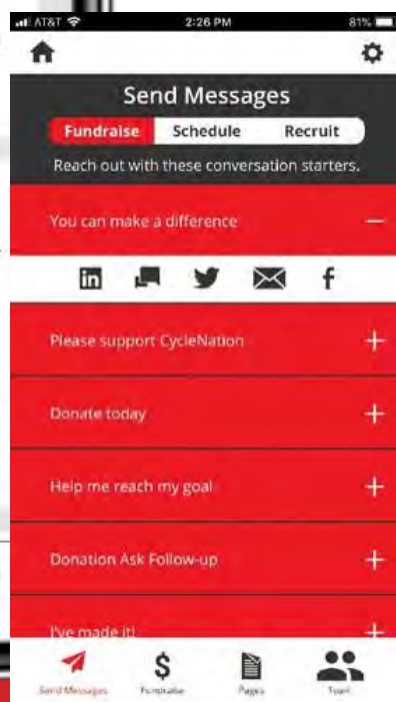 AT&T 2:26 PM 81%
Send Messages
Fundraise Schedule Recruit
Reach out with these conversation starters.
You can make a difference
in f
Please support CycleNation
Donate today
Help me reach my goal
Donation Ask Follow-up
I've made it!
$
Send Messages Fundraise Pages Team